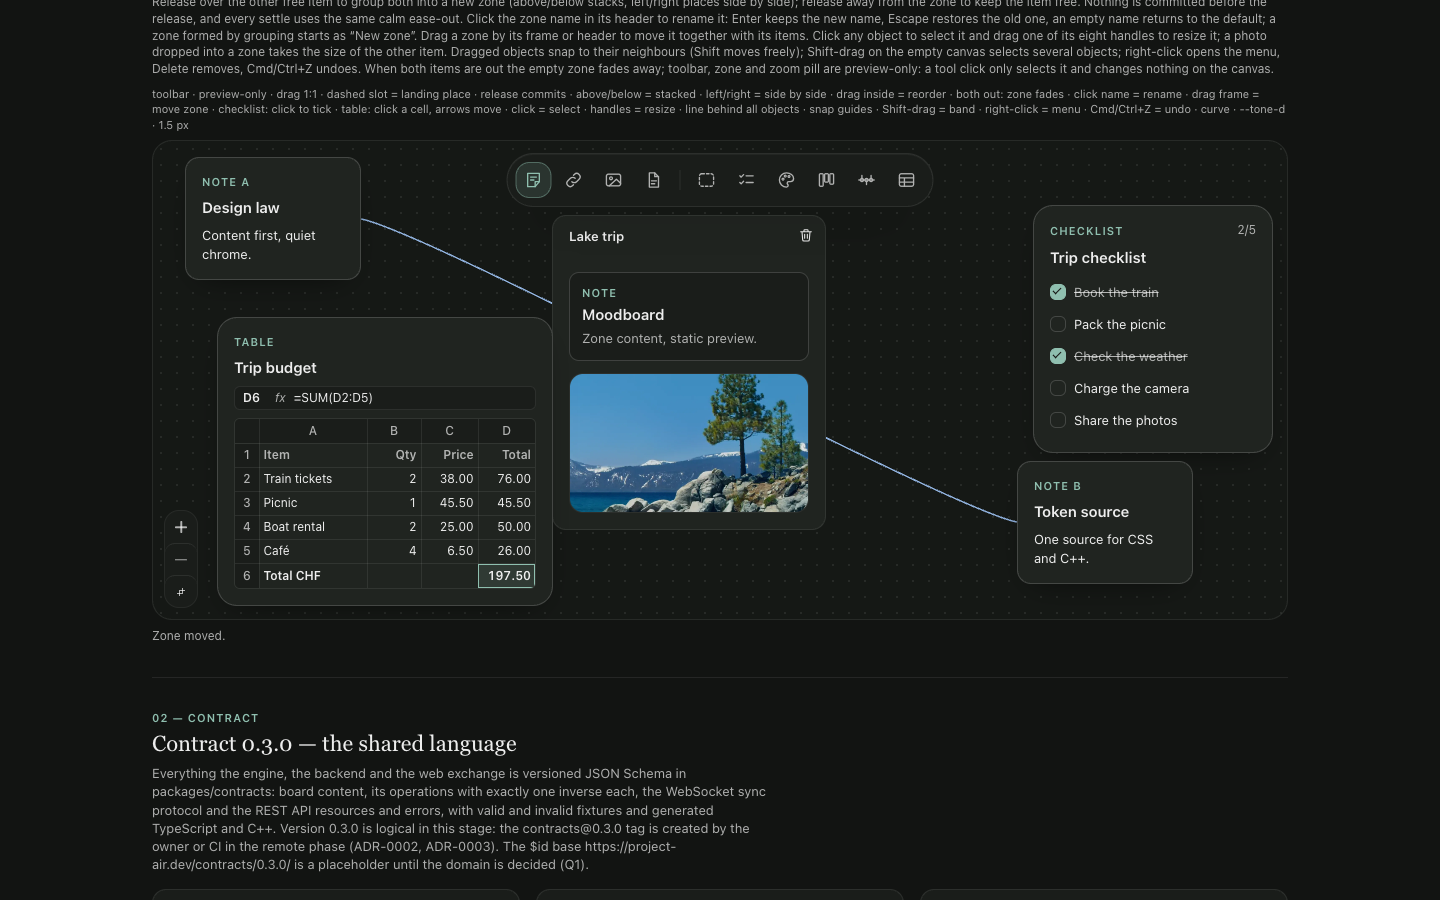 Release over the other free item to group both into a new zone (above/below stacks, left/right places side by side); release away from the zone to keep the item free. Nothing is committed before the
release, and every settle uses the same calm ease-out. Click the zone name in its header to rename it: Enter keeps the new name, Escape restores the old one, an empty name returns to the default; a
zone formed by grouping starts as “New zone”. Drag a zone by its frame or header to move it together with its items. Click any object to select it and drag one of its eight handles to resize it; a photo
dropped into a zone takes the size of the other item. Dragged objects snap to their neighbours (Shift moves freely); Shift-drag on the empty canvas selects several objects; right-click opens the menu,
Delete removes, Cmd/Ctrl+Z undoes. When both items are out the empty zone fades away; toolbar, zone and zoom pill are preview-only: a tool click only selects it and changes nothing on the canvas.
toolbar · preview-only · drag 1:1 · dashed slot = landing place · release commits · above/below = stacked · left/right = side by side · drag inside = reorder · both out: zone fades · click name = rename · drag frame =
move zone · checklist: click to tick · table: click a cell, arrows move · click = select · handles = resize · line behind all objects · snap guides · Shift-drag = band · right-click = menu · Cmd/Ctrl+Z = undo · curve · --tone-d
· 1.5 px
NOTE A
Design law
Content first, quiet
chrome.
Lake trip
NOTE
Moodboard
Zone content, static preview.
CHECKLIST 2/5
Trip checklist
Book the train
Pack the picnic
Check the weather
Charge the camera
Share the photos
TABLE
Trip budget
D6 fx =SUM(D2:D5)
A B C D
1 Item Qty Price Total
2 Train tickets 2 38.00 76.00
3 Picnic 1 45.50 45.50
4 Boat rental 2 25.00 50.00
5 Café 4 6.50 26.00
6 Total CHF 197.50
NOTE B
Token source
One source for CSS
and C++.
Zone moved.
02 — CONTRACT
Contract 0.3.0 — the shared language
Everything the engine, the backend and the web exchange is versioned JSON Schema in
packages/contracts: board content, its operations with exactly one inverse each, the WebSocket sync
protocol and the REST API resources and errors, with valid and invalid fixtures and generated
TypeScript and C++. Version 0.3.0 is logical in this stage: the contracts@0.3.0 tag is created by the
owner or CI in the remote phase (ADR-0002, ADR-0003). The $id base https://project-
air.dev/contracts/0.3.0/ is a placeholder until the domain is decided (Q1).